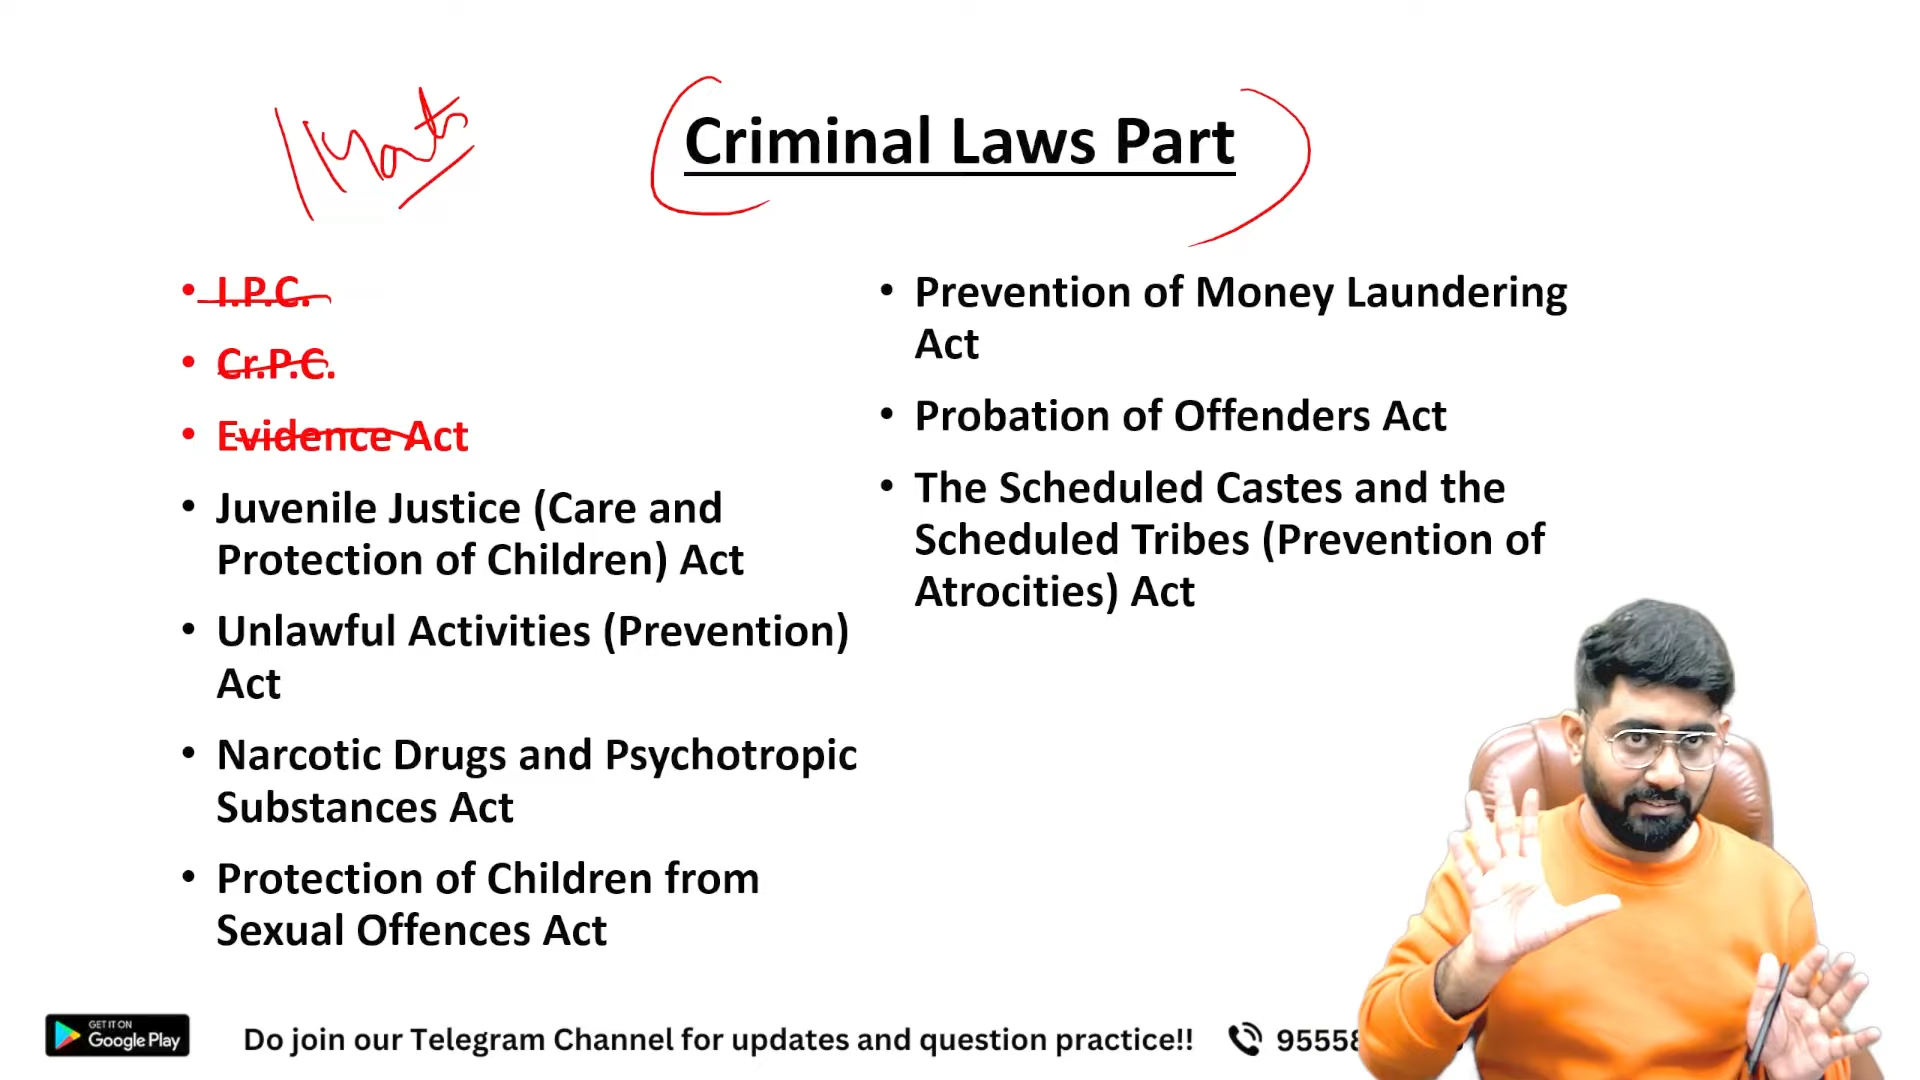 Criminal Laws Part
• I.P.C.
• Cr.P.C.
• Evidence Act
• Juvenile Justice (Care and
Protection of Children) Act
• Unlawful Activities (Prevention)
Act
• Narcotic Drugs and Psychotropic
Substances Act
• Protection of Children from
Sexual Offences Act
• Prevention of Money Laundering
Act
• Probation of Offenders Act
• The Scheduled Castes and the
Scheduled Tribes (Prevention of
Atrocities) Act
GET IT ON
Google Play
Do join our Telegram Channel for updates and question practice!!